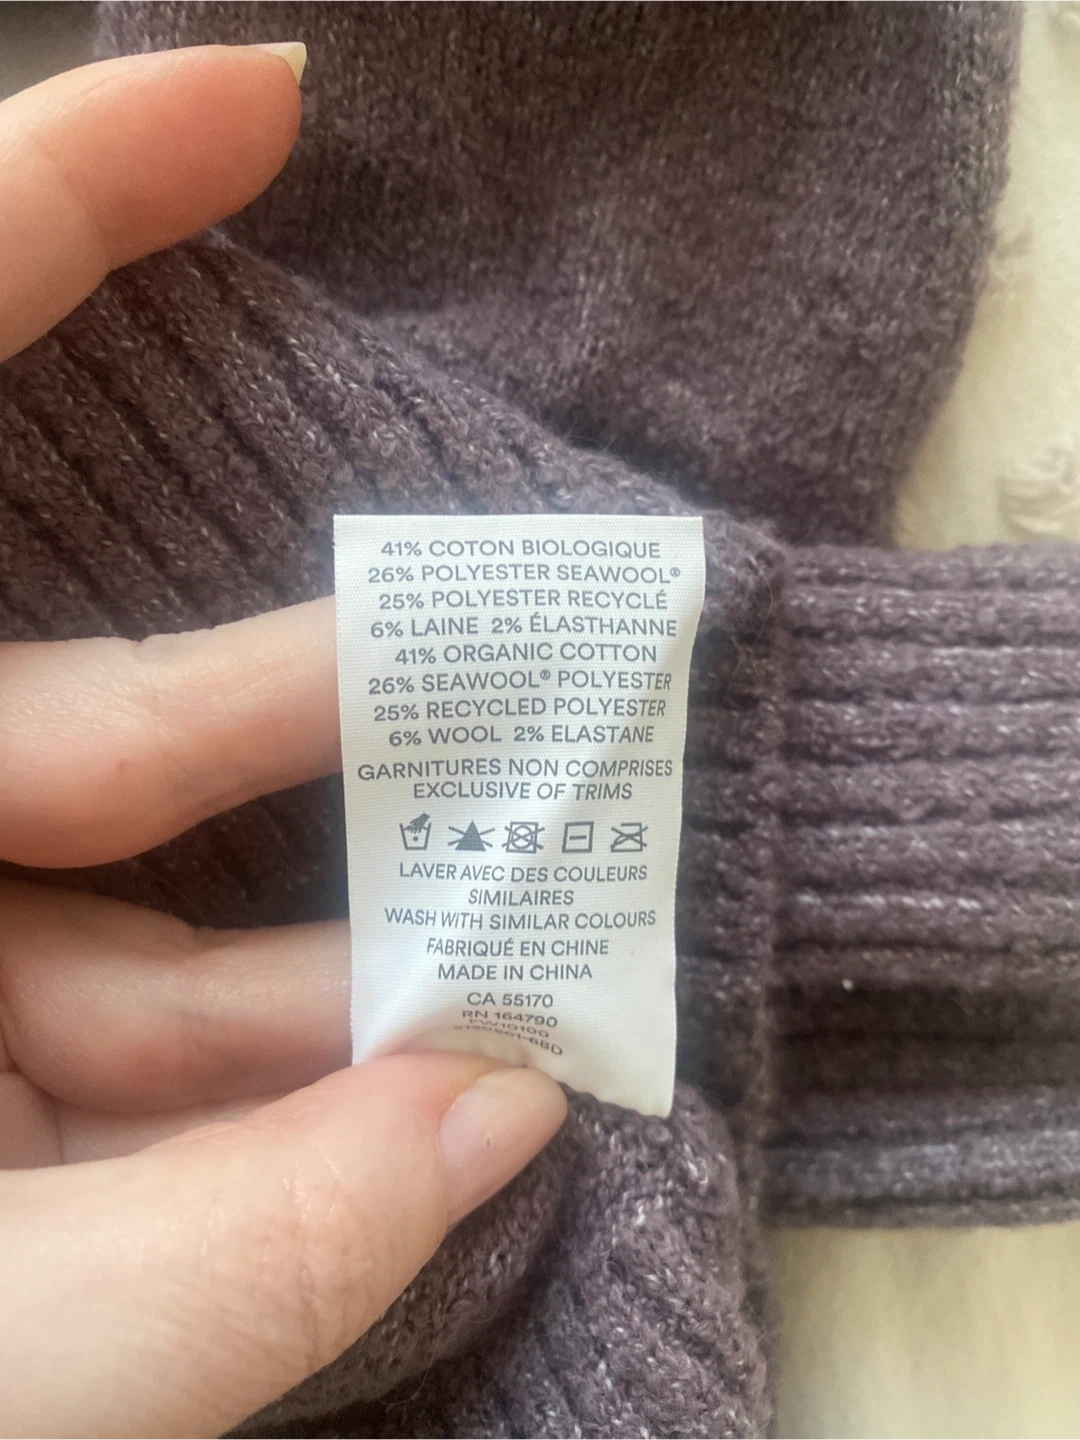 41% COTON BIOLOGIQUE
26% POLYESTER SEAWOOL®
25% POLYESTER RECYCLÉ
6% LAINE 2% ÉLASTHANNE
41% ORGANIC COTTON
26% SEAWOOL® POLYESTER
25% RECYCLED POLYESTER
6% WOOL 2% ELASTANE
GARNITURES NON COMPRISES
EXCLUSIVE OF TRIMS
LAVER AVEC DES COULEURS
SIMILAIRES
WASH WITH SIMILAR COLOURS
FABRIQUÉ EN CHINE
MADE IN CHINA
CA 55170
RN 164790